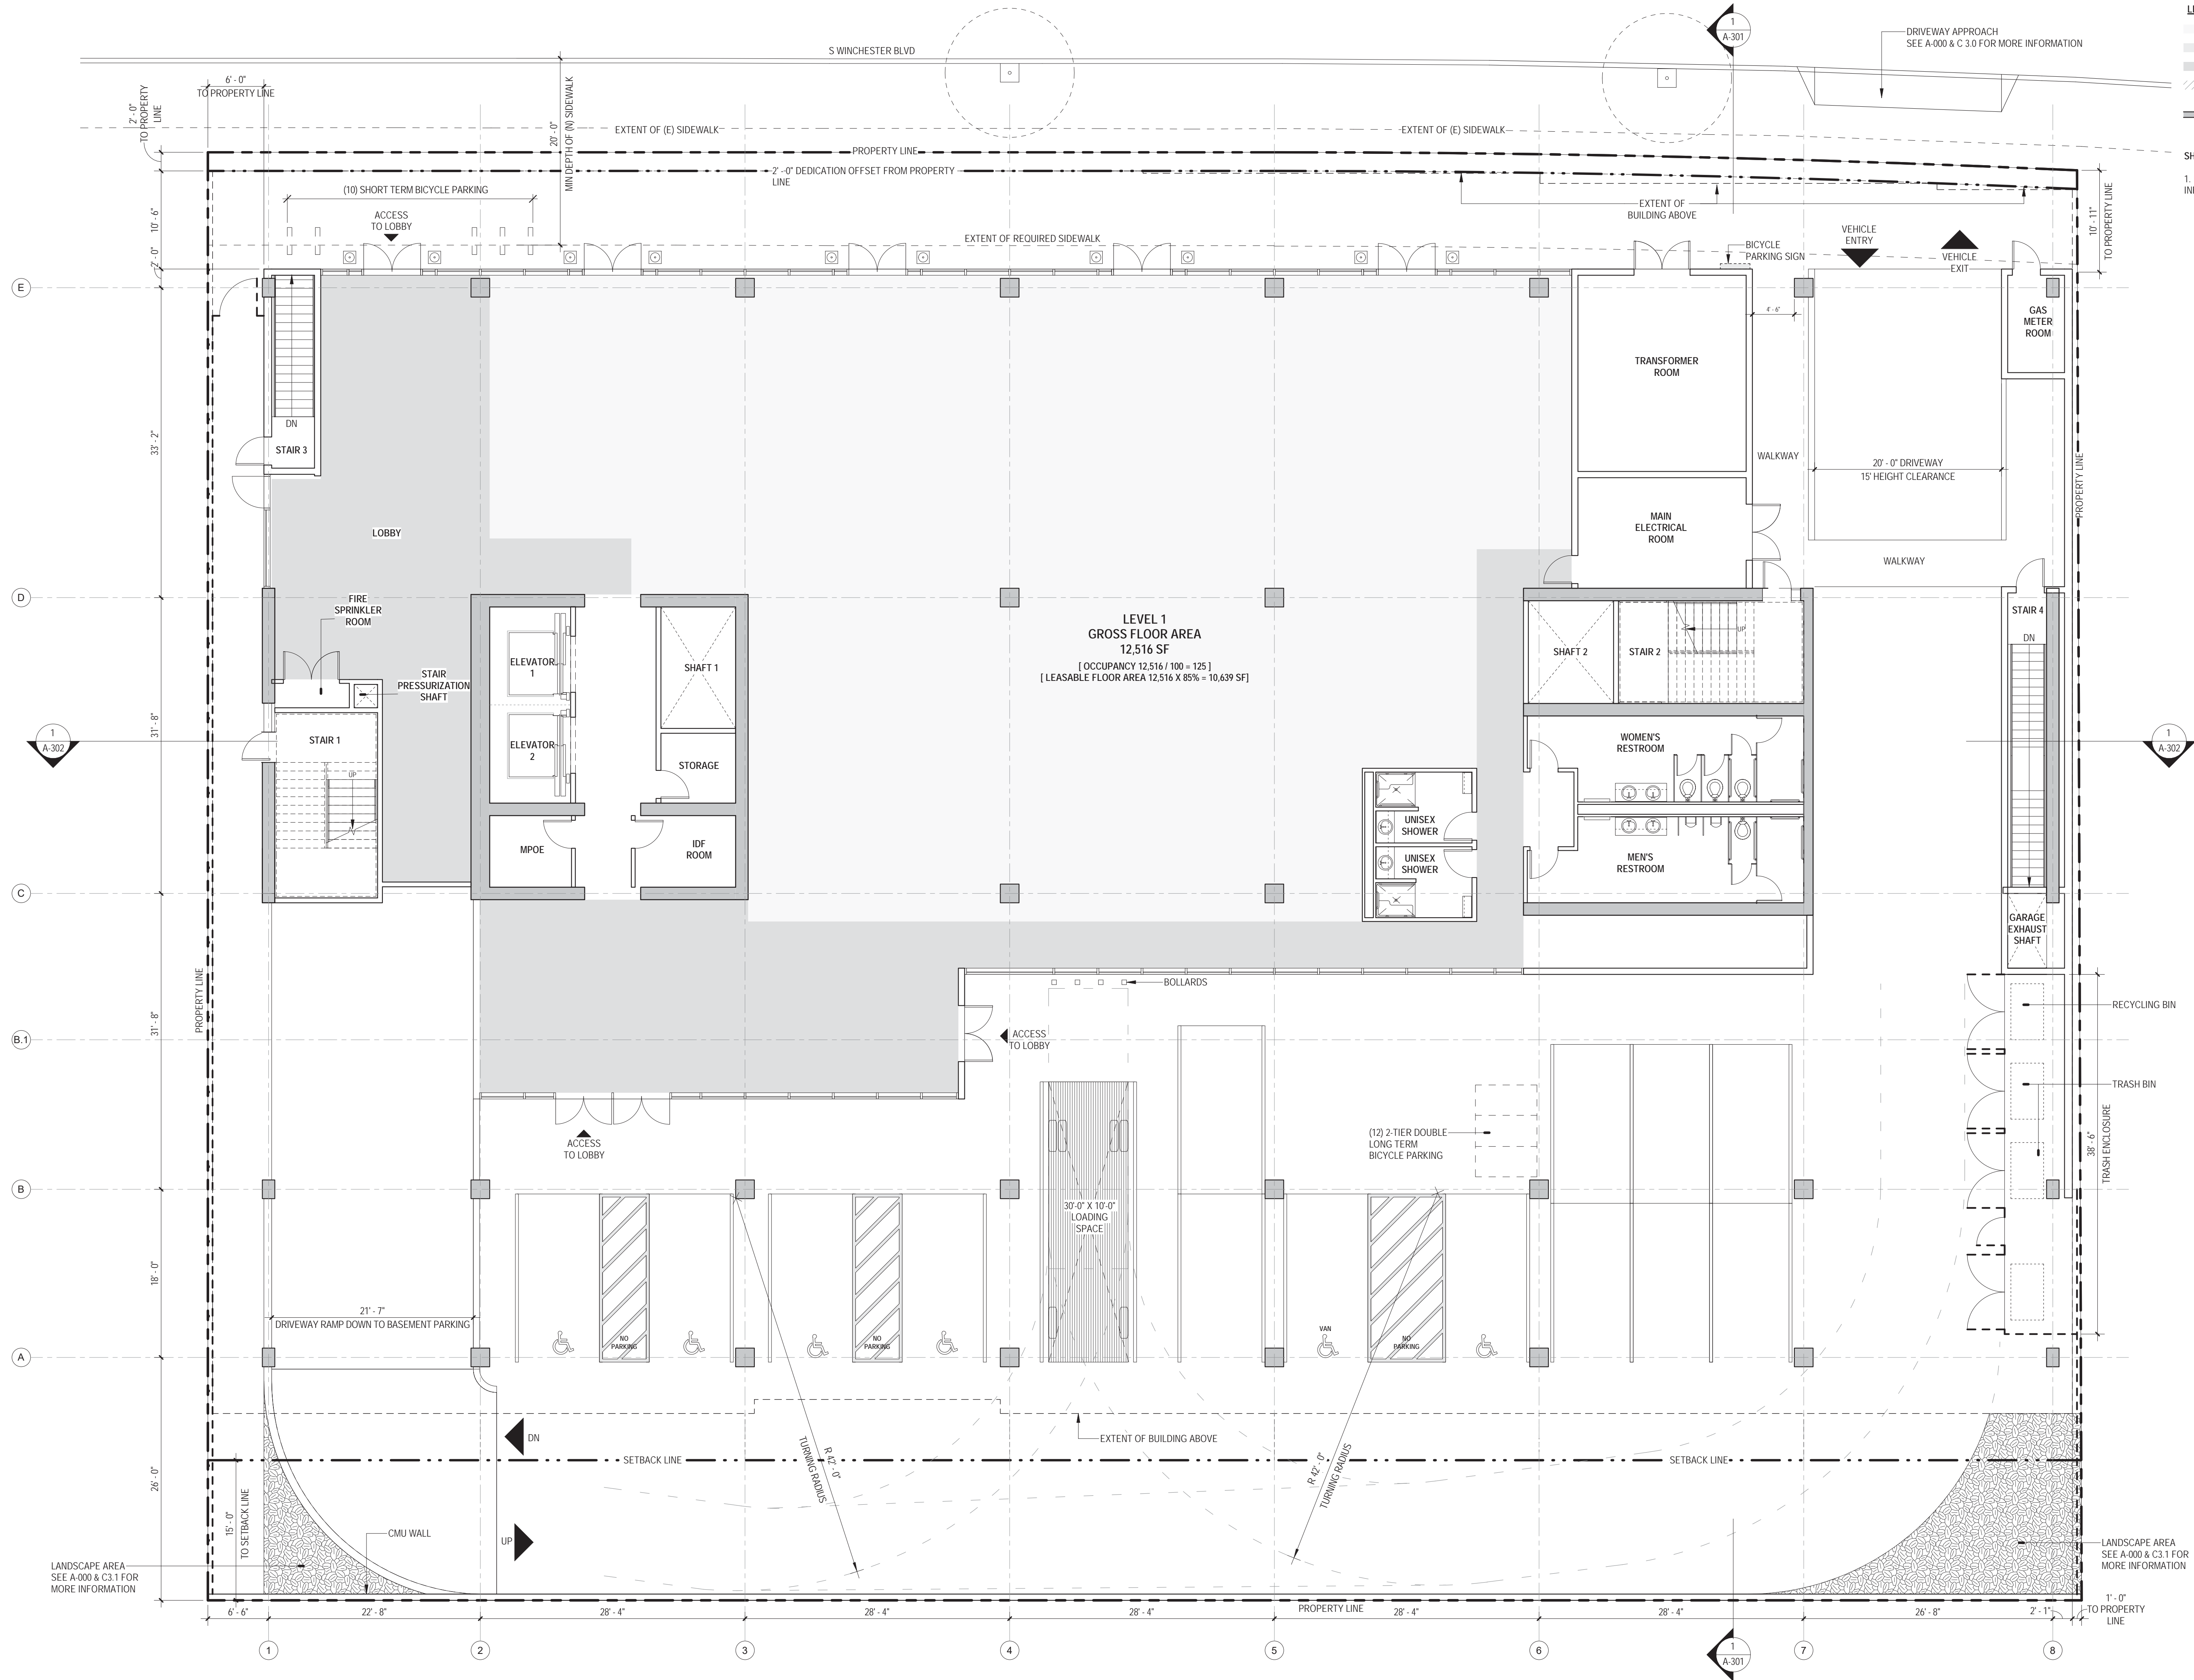 1
A-301
DRIVEWAY APPROACH
SEE A-000 & C 3.0 FOR MORE INFORMATION
S WINCHESTER BLVD
6' - 0"
TO PROPERTY LINE
2' - 0"
TO PROPERTY
LINE
20' - 0"
MIN DEPTH OF (N) SIDEWALK
EXTENT OF (E) SIDEWALK
EXTENT OF (E) SIDEWALK
PROPERTY LINE
2' -0" DEDICATION OFFSET FROM PROPERTY
LINE
(10) SHORT TERM BICYCLE PARKING
10' - 6"
ACCESS
TO LOBBY
EXTENT OF
BUILDING ABOVE
10' - 11"
TO PROPERTY LINE
SH
1.
2' - 0"
EXTENT OF REQUIRED SIDEWALK
BICYCLE
PARKING SIGN
VEHICLE
ENTRY
VEHICLE
EXIT
E
4' - 6"
GAS
METER
ROOM
TRANSFORMER
ROOM
33' - 2"
DN
STAIR 3
WALKWAY
20' - 0" DRIVEWAY
15' HEIGHT CLEARANCE
PROPERTY LINE
LOBBY
MAIN
ELECTRICAL
ROOM
WALKWAY
D
FIRE
SPRINKLER
ROOM
LEVEL 1
GROSS FLOOR AREA
12,516 SF
[ OCCUPANCY 12,516 / 100 = 125 ]
[ LEASABLE FLOOR AREA 12,516 X 85% = 10,639 SF]
STAIR 4
DN
UP
ELEVATOR
1
SHAFT 1
SHAFT 2
STAIR 2
STAIR
PRESSURIZATION
SHAFT
31' - 8"
1
A-302
STAIR 1
UP
ELEVATOR
2
STORAGE
WOMEN'S
RESTROOM
1
A-302
MPOE
IDF
ROOM
UNISEX
SHOWER
UNISEX
SHOWER
MEN'S
RESTROOM
C
GARAGE
EXHAUST
SHAFT
PROPERTY LINE
31' - 8"
BOLLARDS
RECYCLING BIN
B.1
ACCESS
TO LOBBY
TRASH BIN
38' - 6"
TRASH ENCLOSURE
ACCESS
TO LOBBY
(12) 2-TIER DOUBLE
LONG TERM
BICYCLE PARKING
B
30'-0" X 10'-0"
LOADING
SPACE
18' - 0"
21' - 7"
DRIVEWAY RAMP DOWN TO BASEMENT PARKING
NO
PARKING
NO
PARKING
VAN
NO
PARKING
A
DN
EXTENT OF BUILDING ABOVE
R 42' - 0"
TURNING RADIUS
R 42' - 0"
TURNING RADIUS
SETBACK LINE
SETBACK LINE
26' - 0"
15' - 0"
TO SETBACK LINE
CMU WALL
UP
LANDSCAPE AREA
SEE A-000 & C3.1 FOR
MORE INFORMATION
LANDSCAPE AREA
SEE A-000 & C3.1 FOR
MORE INFORMATION
6' - 6"
22' - 8"
28' - 4"
28' - 4"
28' - 4"
28' - 4"
PROPERTY LINE
28' - 4"
26' - 8"
2' - 1"
1' - 0"
TO PROPERTY
LINE
1
2
3
4
5
6
7
8
1
A-301